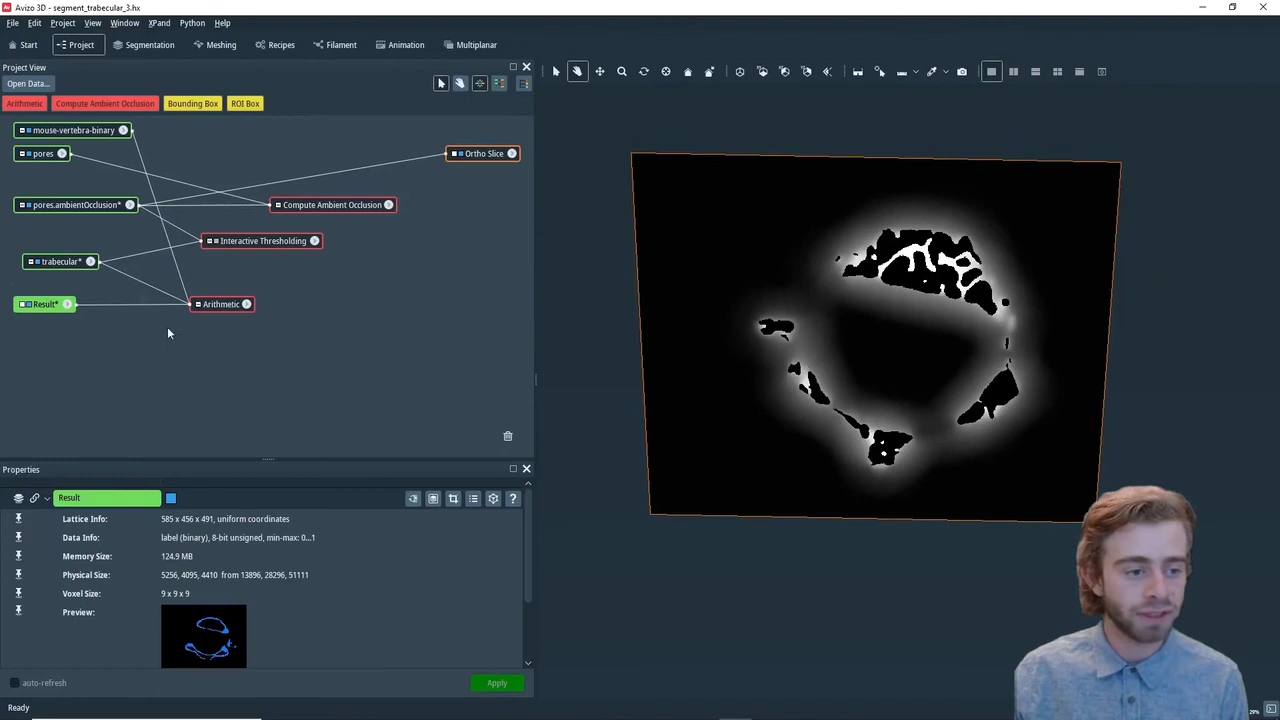 Avizo 3D - segment_trabecular_3.hx
File Edit Project View Window XPand Python Help
Start Project Segmentation Meshing Recipes Filament Animation Multiplanar
Project View
Open Data...
Arithmetic Compute Ambient Occlusion Bounding Box ROI Box
mouse-vertebra-binary
pores
Ortho Slice
pores.ambientOcclusion*
Compute Ambient Occlusion
Interactive Thresholding
trabecular*
Result*
Arithmetic
Properties
Result
Lattice Info: 585 x 456 x 491, uniform coordinates
Data Info: label (binary), 8-bit unsigned, min-max: 0...1
Memory Size: 124.9 MB
Physical Size: 5256, 4095, 4410 from 13896, 28296, 51111
Voxel Size: 9 x 9 x 9
Preview:
auto-refresh
Apply
Ready
29%